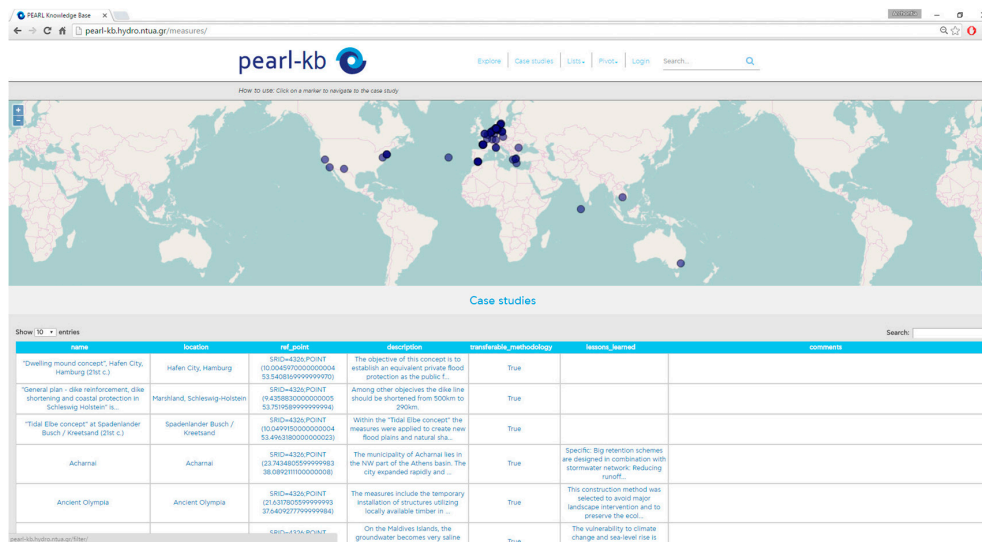 PEARL Knowledge Base
pearl-kb.hydro.ntua.gr/measures/
pearl-kb
Explore Case studies Lists Pivot Login Search...
How to use: Click on a marker to navigate to the case study
+
−
Case studies
Show 10 entries Search:
name location ref_point description transferable_methodology lessons_learned comments
"Dwelling mound concept", Hafen City,
Hamburg (21st c.)
Hafen City, Hamburg
SRID=4326;POINT
(10.0045970000000004
53.5408169999999970)
The objective of this concept is to
establish an equivalent private flood
protection as the public f...
True
"General plan - dike reinforcement, dike
shortening and coastal protection in
Schleswig Holstein" is...
Marshland, Schleswig-Holstein
SRID=4326;POINT
(9.4358830000000005
53.7519589999999994)
Among other objecives the dike line
should be shortened from 500km to
290km.
True
"Tidal Elbe concept" at Spadenlander
Busch / Kreetsand (21st c.)
Spadenlander Busch /
Kreetsand
SRID=4326;POINT
(10.0499150000000004
53.4963180000000023)
Within the "Tidal Elbe concept" the
measures were applied to create new
flood plains and natural sha...
True
Acharnai
Acharnai
SRID=4326;POINT
(23.7434805599999983
38.0892111100000008)
The municipality of Acharnai lies in
the NW part of the Athens basin. The
city expanded rapidly and ...
True
Specific: Big retention schemes
are designed in combination with
stormwater network: Reducing
runoff...
Ancient Olympia
Ancient Olympia
SRID=4326;POINT
(21.6317805599999993
37.6409277799999984)
The measures include the temporary
installation of structures utilizing
locally available timber in ...
True
This construction method was
selected to avoid major
landscape intervention and to
preserve the ecol...
SRID=4326;POINT
On the Maldives Islands, the
groundwater becomes very saline
True
The vulnerability to climate
change and sea-level rise is
pearl-kb.hydro.ntua.gr/filter/